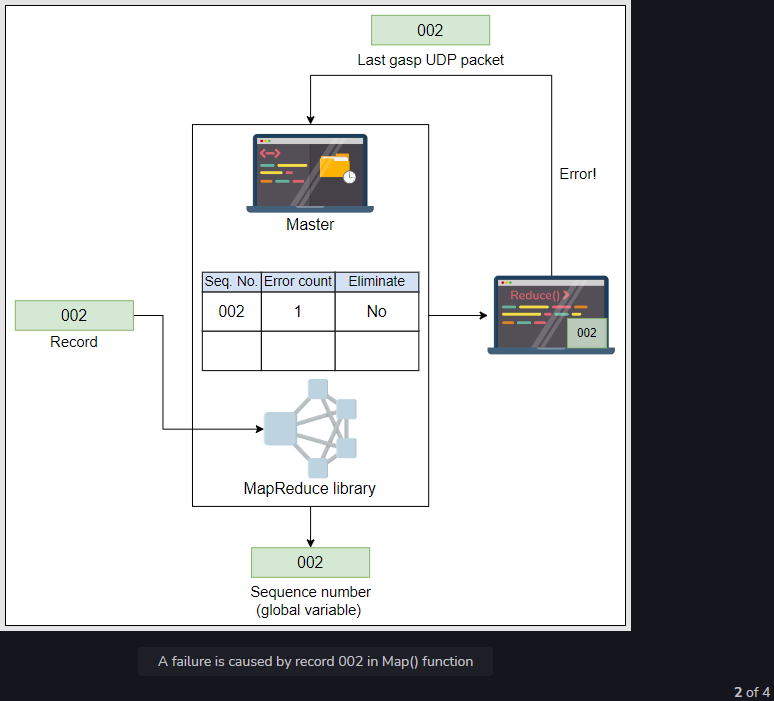 002
Last gasp UDP packet
Error!
Master
Seq. No. Error count Eliminate
002 1 No
002
Record
Reduce()
002
MapReduce library
002
Sequence number
(global variable)
A failure is caused by record 002 in Map() function
2 of 4